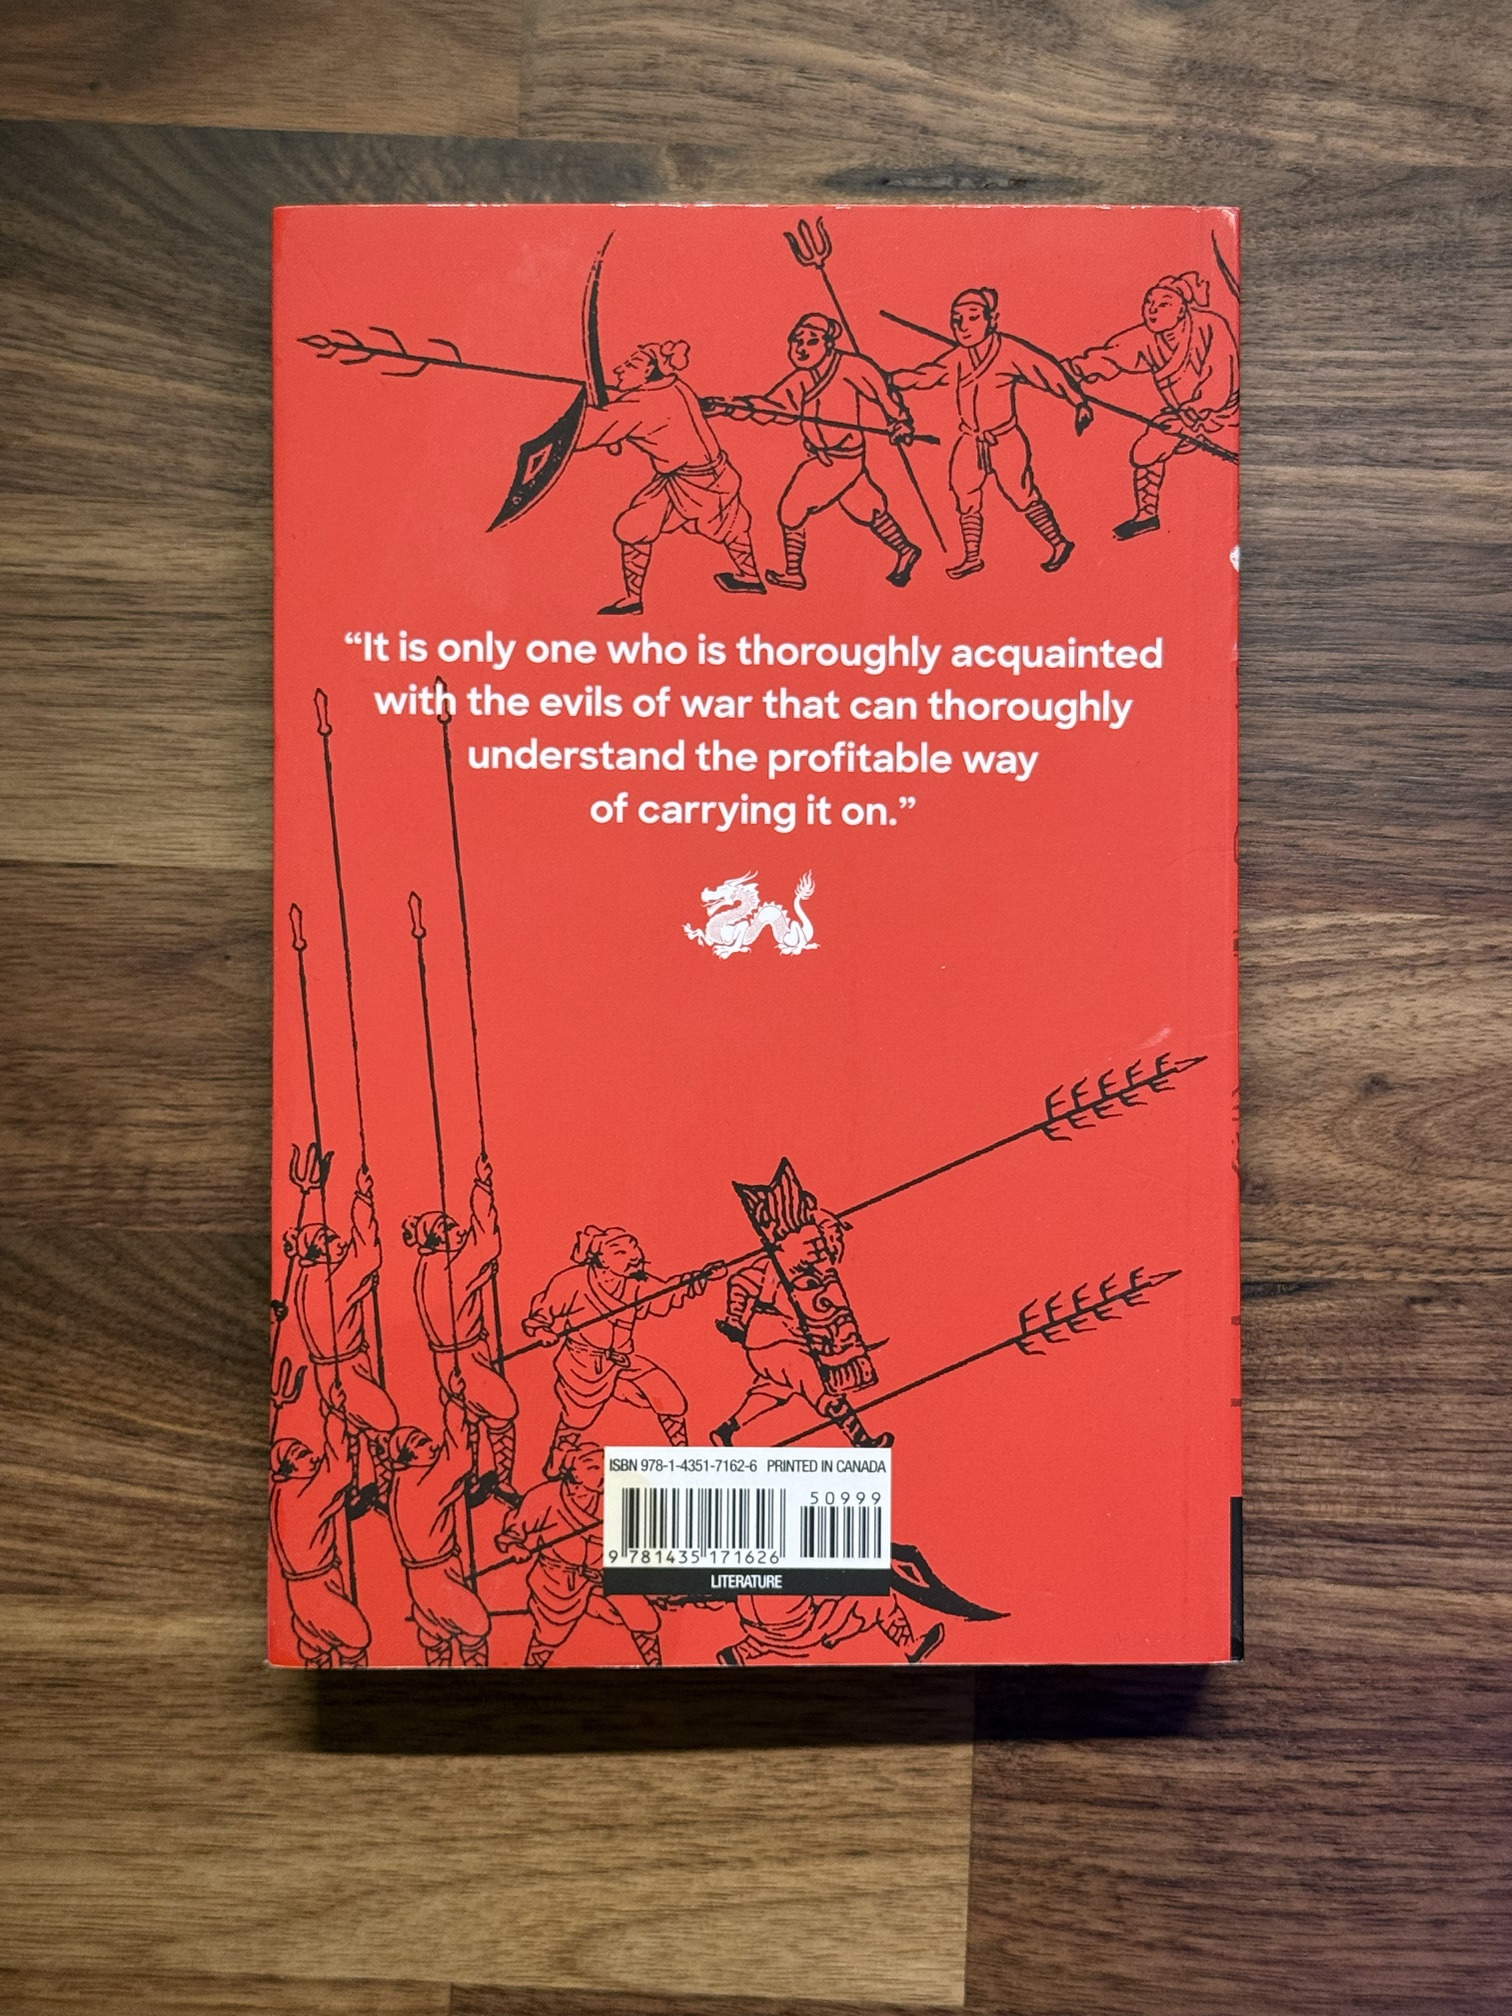 “It is only one who is thoroughly acquainted
with the evils of war that can thoroughly
understand the profitable way
of carrying it on.”
ISBN 978-1-4351-7162-6 PRINTED IN CANADA
50999
9 781435 171626
LITERATURE